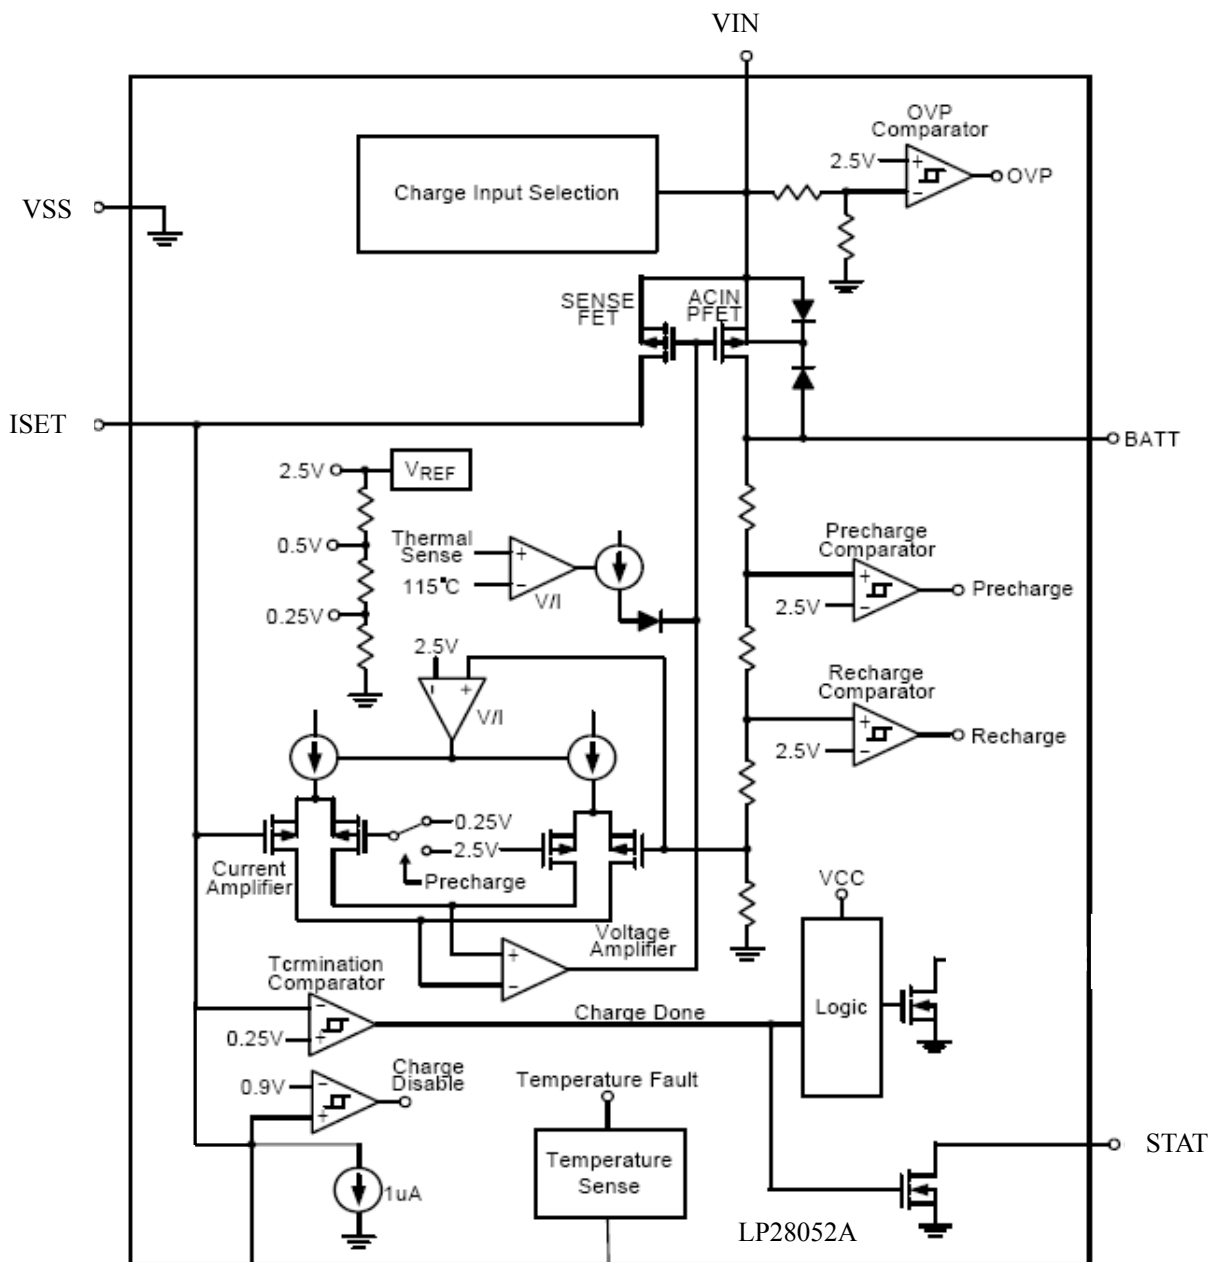 VIN
OVP
Comparator
2.5V
+
−
OVP
Charge Input Selection
VSS
SENSE
FET
ACIN
PFET
ISET
BATT
2.5V
VREF
0.5V
0.25V
Thermal
Sense
115°C
+
−
V/I
Precharge
Comparator
+
2.5V
−
Precharge
2.5V
−
+
V/I
Recharge
Comparator
+
2.5V
−
Recharge
0.25V
2.5V
Precharge
Current
Amplifier
Voltage
Amplifier
+
−
VCC
Logic
Tcrmination
Comparator
−
0.25V
+
Charge Done
0.9V
−
+
Charge
Disable
Temperature Fault
Temperature
Sense
1uA
STAT
LP28052A